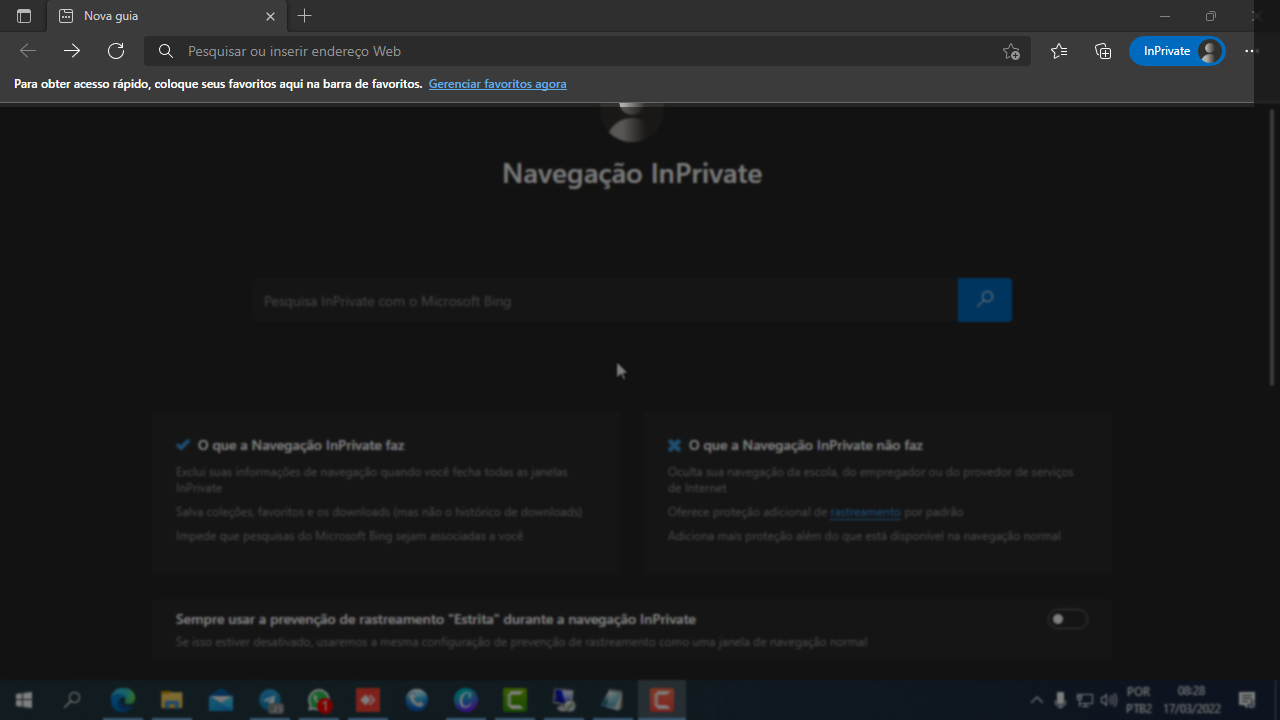 Nova guia
Pesquisar ou inserir endereço Web
InPrivate
Para obter acesso rápido, coloque seus favoritos aqui na barra de favoritos. Gerenciar favoritos agora
Navegação InPrivate
Pesquisa InPrivate com o Microsoft Bing
O que a Navegação InPrivate faz
Exclui suas informações de navegação quando você fecha todas as janelas
InPrivate
Salva coleções, favoritos e os downloads (mas não o histórico de downloads)
Impede que pesquisas do Microsoft Bing sejam associadas a você
O que a Navegação InPrivate não faz
Oculta sua navegação da escola, do empregador ou do provedor de serviços
de Internet
Oferece proteção adicional de rastreamento por padrão
Adiciona mais proteção além do que está disponível na navegação normal
Sempre usar a prevenção de rastreamento "Estrita" durante a navegação InPrivate
Se isso estiver desativado, usaremos a mesma configuração de prevenção de rastreamento como uma janela de navegação normal
1
POR
PTB2
08:28
17/03/2022